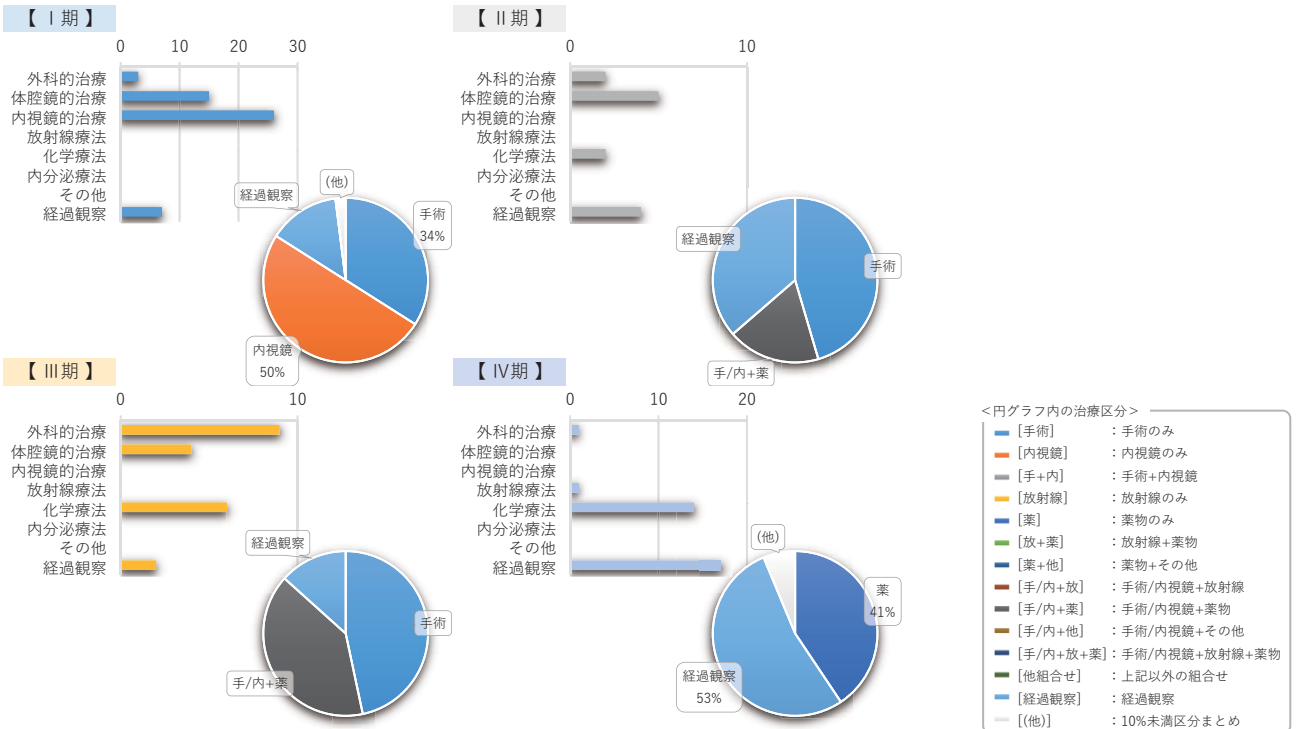 【 Ⅰ期 】
0 10 20 30
外科的治療
体腔鏡的治療
内視鏡的治療
放射線療法
化学療法
内分泌療法
その他
経過観察
(他)
経過観察
手術
34%
内視鏡
50%
【 II期 】
0 10
外科的治療
体腔鏡的治療
内視鏡的治療
放射線療法
化学療法
内分泌療法
その他
経過観察
経過観察
手術
手/内+薬
【 III期 】
0 10
外科的治療
体腔鏡的治療
内視鏡的治療
放射線療法
化学療法
内分泌療法
その他
経過観察
経過観察
手術
手/内+薬
【 IV期 】
0 10 20
外科的治療
体腔鏡的治療
内視鏡的治療
放射線療法
化学療法
内分泌療法
その他
経過観察
(他)
薬
41%
経過観察
53%
＜円グラフ内の治療区分＞
[手術] ：手術のみ
[内視鏡] ：内視鏡のみ
[手+内] ：手術+内視鏡
[放射線] ：放射線のみ
[薬] ：薬物のみ
[放+薬] ：放射線+薬物
[薬+他] ：薬物+その他
[手/内+放] ：手術/内視鏡+放射線
[手/内+薬] ：手術/内視鏡+薬物
[手/内+他] ：手術/内視鏡+その他
[手/内+放+薬]：手術/内視鏡+放射線+薬物
[他組合せ] ：上記以外の組合せ
[経過観察] ：経過観察
[(他)] ：10%未満区分まとめ